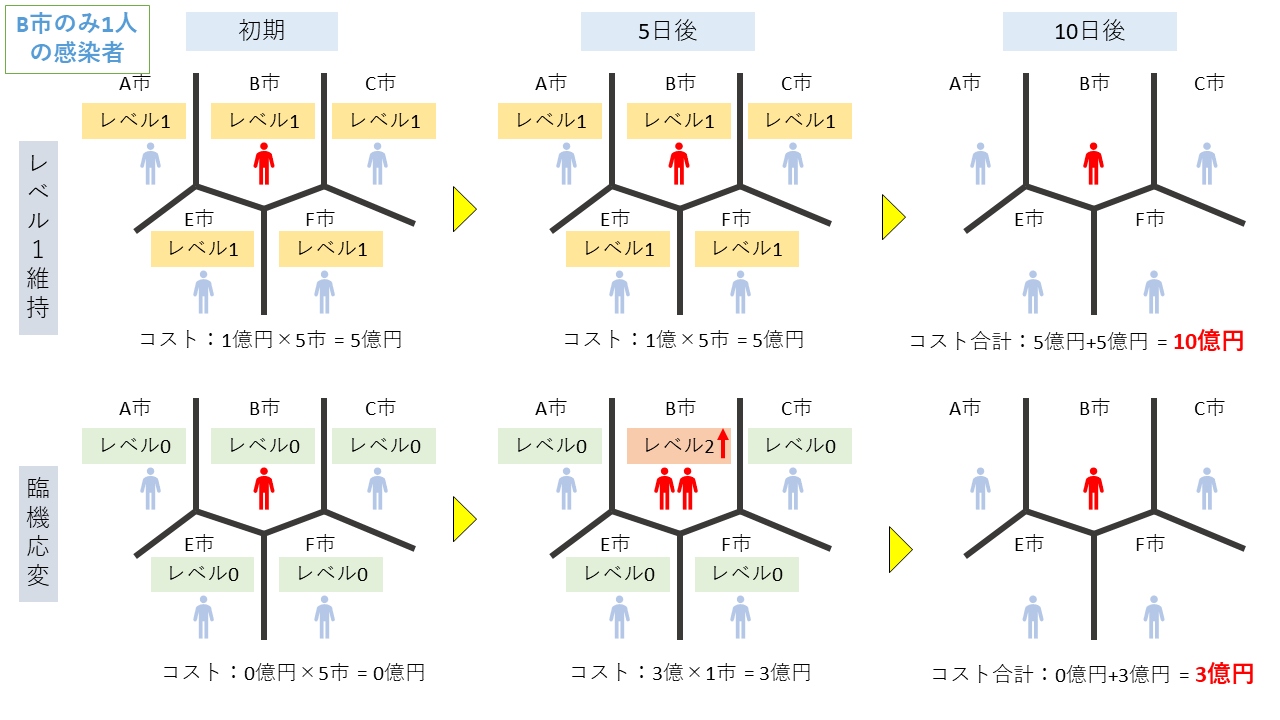 B市のみ1人
の感染者
初期
5日後
10日後
レベル１維持
A市
B市
C市
レベル1
レベル1
レベル1
E市
F市
レベル1
レベル1
コスト：1億円×5市 = 5億円
A市
B市
C市
レベル1
レベル1
レベル1
E市
F市
レベル1
レベル1
コスト：1億×5市 = 5億円
A市
B市
C市
E市
F市
コスト合計：5億円+5億円 = 10億円
臨機応変
A市
B市
C市
レベル0
レベル0
レベル0
E市
F市
レベル0
レベル0
コスト：0億円×5市 = 0億円
A市
B市
C市
レベル0
レベル2
レベル0
E市
F市
レベル0
レベル0
コスト：3億×1市 = 3億円
A市
B市
C市
E市
F市
コスト合計：0億円+3億円 = 3億円